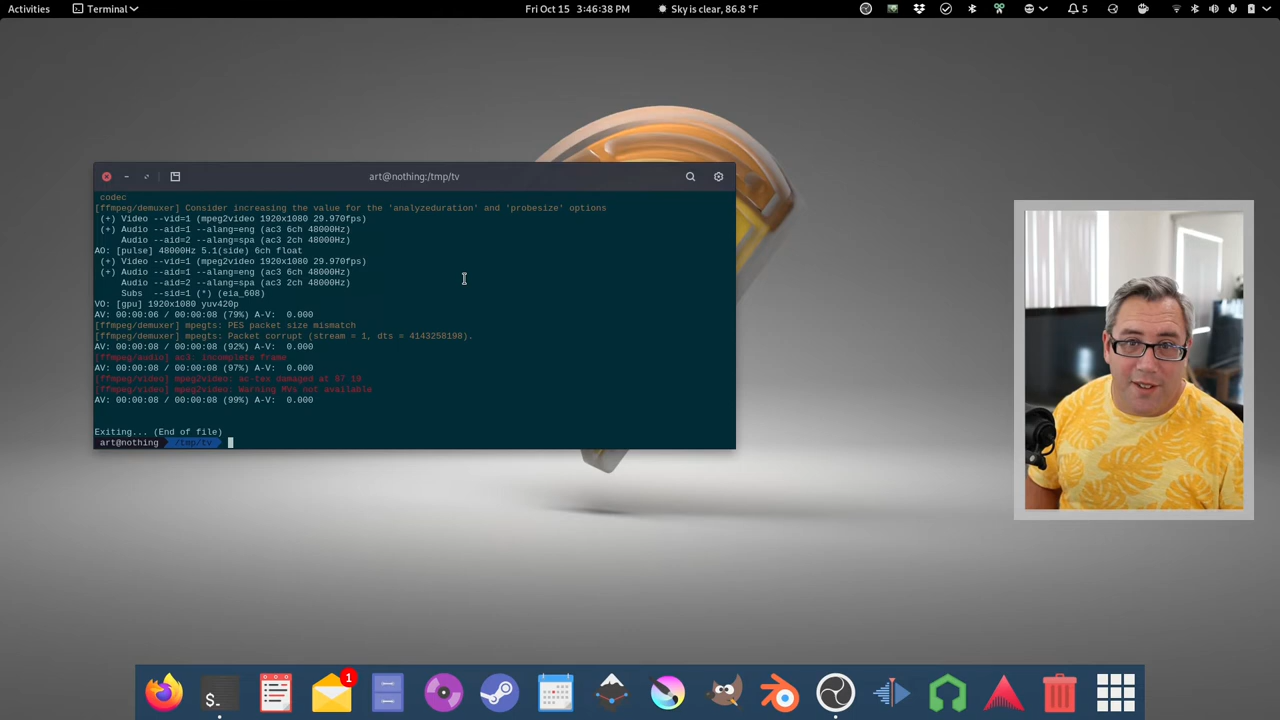 Activities
Terminal
Fri Oct 15 3:46:38 PM
Sky is clear, 86.8 °F
5
art@nothing:/tmp/tv
codec
[ffmpeg/demuxer] Consider increasing the value for the 'analyzeduration' and 'probesize' options
(+) Video --vid=1 (mpeg2video 1920x1080 29.970fps)
(+) Audio --aid=1 --alang=eng (ac3 6ch 48000Hz)
Audio --aid=2 --alang=spa (ac3 2ch 48000Hz)
AO: [pulse] 48000Hz 5.1(side) 6ch float
(+) Video --vid=1 (mpeg2video 1920x1080 29.970fps)
(+) Audio --aid=1 --alang=eng (ac3 6ch 48000Hz)
Audio --aid=2 --alang=spa (ac3 2ch 48000Hz)
Subs --sid=1 (*) (eia_608)
VO: [gpu] 1920x1080 yuv420p
AV: 00:00:06 / 00:00:08 (79%) A-V: 0.000
[ffmpeg/demuxer] mpegts: PES packet size mismatch
[ffmpeg/demuxer] mpegts: Packet corrupt (stream = 1, dts = 4143258198).
AV: 00:00:08 / 00:00:08 (92%) A-V: 0.000
[ffmpeg/audio] ac3: incomplete frame
AV: 00:00:08 / 00:00:08 (97%) A-V: 0.000
[ffmpeg/video] mpeg2video: ac-tex damaged at 97 19
[ffmpeg/video] mpeg2video: Warning MVs not available
AV: 00:00:08 / 00:00:08 (99%) A-V: 0.000
Exiting... (End of file)
art@nothing /tmp/tv
$_
1